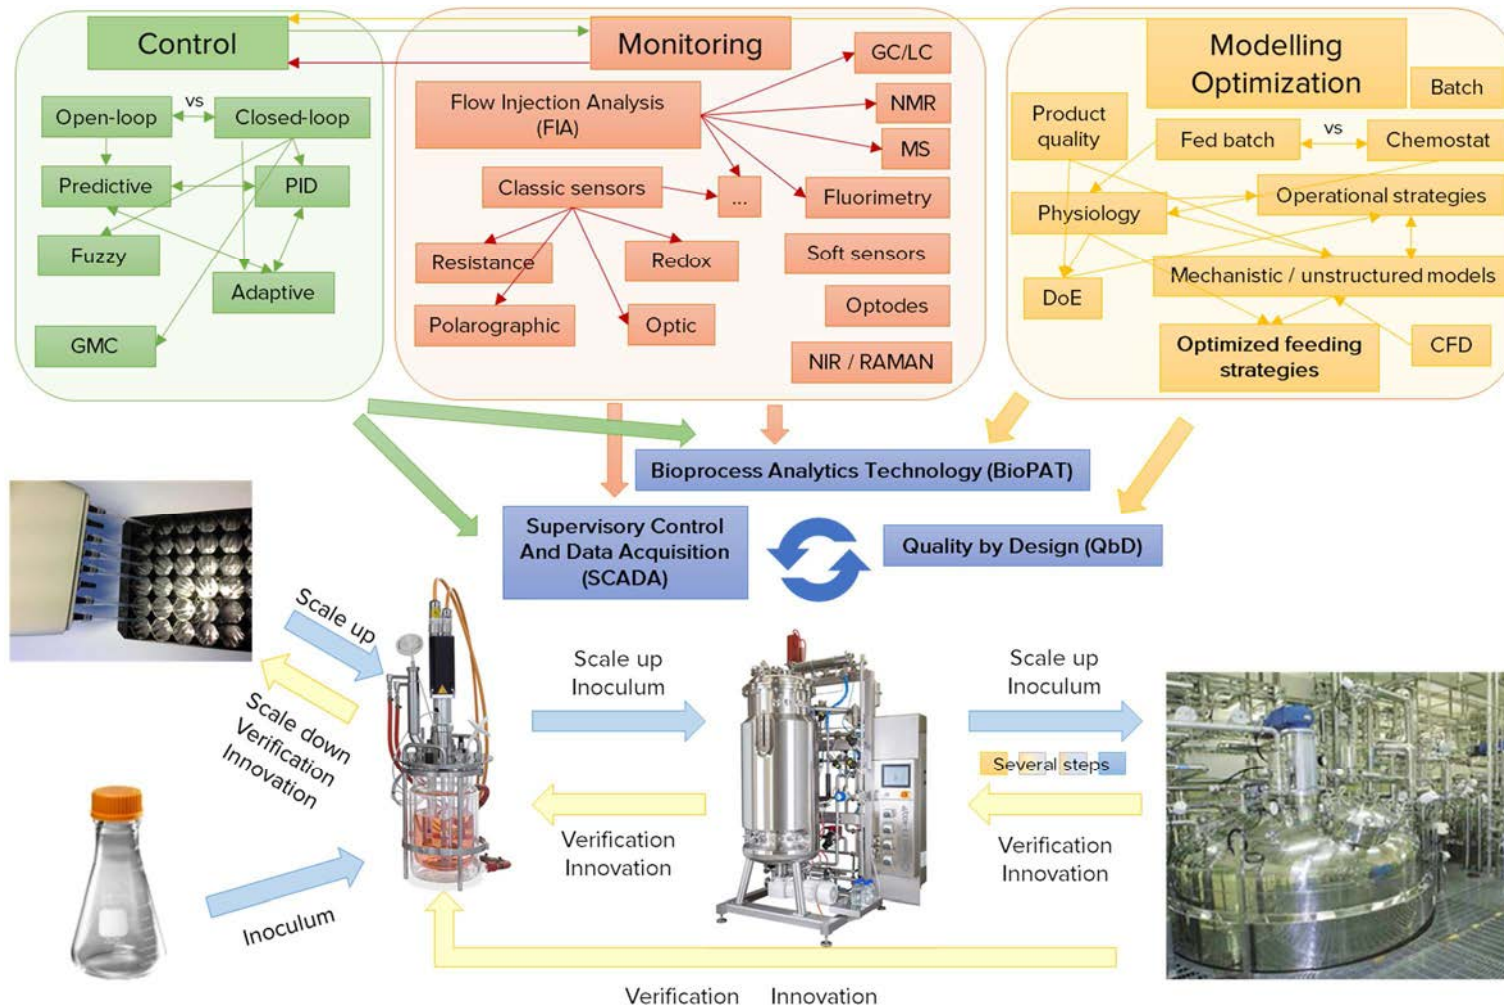 Control
Open-loop
vs
Closed-loop
Predictive
PID
Fuzzy
Adaptive
GMC
Monitoring
Flow Injection Analysis
(FIA)
GC/LC
NMR
MS
Classic sensors
...
Fluorimetry
Resistance
Redox
Soft sensors
Polarographic
Optic
Optodes
NIR / RAMAN
Modelling
Optimization
Batch
Product
quality
Fed batch
vs
Chemostat
Physiology
Operational strategies
DoE
Mechanistic / unstructured models
Optimized feeding
strategies
CFD
Bioprocess Analytics Technology (BioPAT)
Supervisory Control
And Data Acquisition
(SCADA)
Quality by Design (QbD)
Scale up
Scale down
Verification
Innovation
Inoculum
Scale up
Inoculum
Verification
Innovation
Scale up
Inoculum
Several steps
Verification
Innovation
Verification Innovation